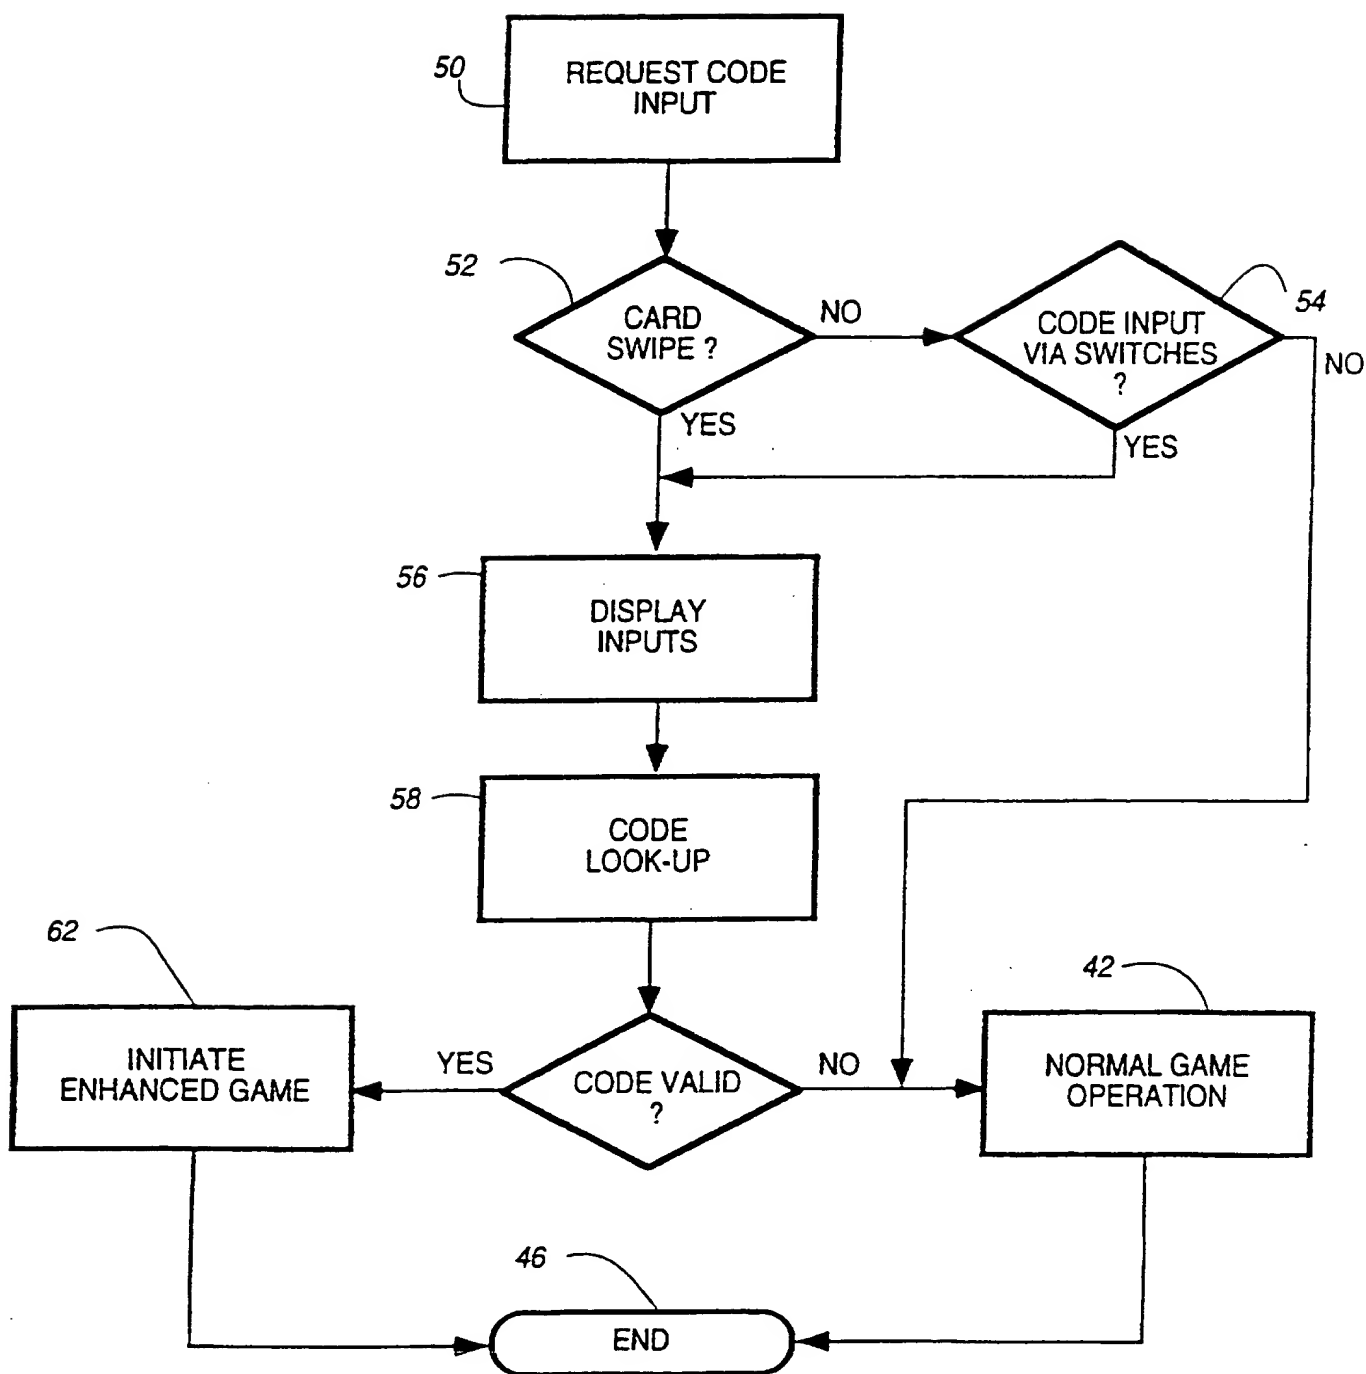 50
REQUEST CODE
INPUT
52
CARD
SWIPE ?
NO
54
CODE INPUT
VIA SWITCHES
?
NO
YES
YES
56
DISPLAY
INPUTS
58
CODE
LOOK-UP
62
INITIATE
ENHANCED GAME
YES
CODE VALID
?
NO
42
NORMAL GAME
OPERATION
46
END